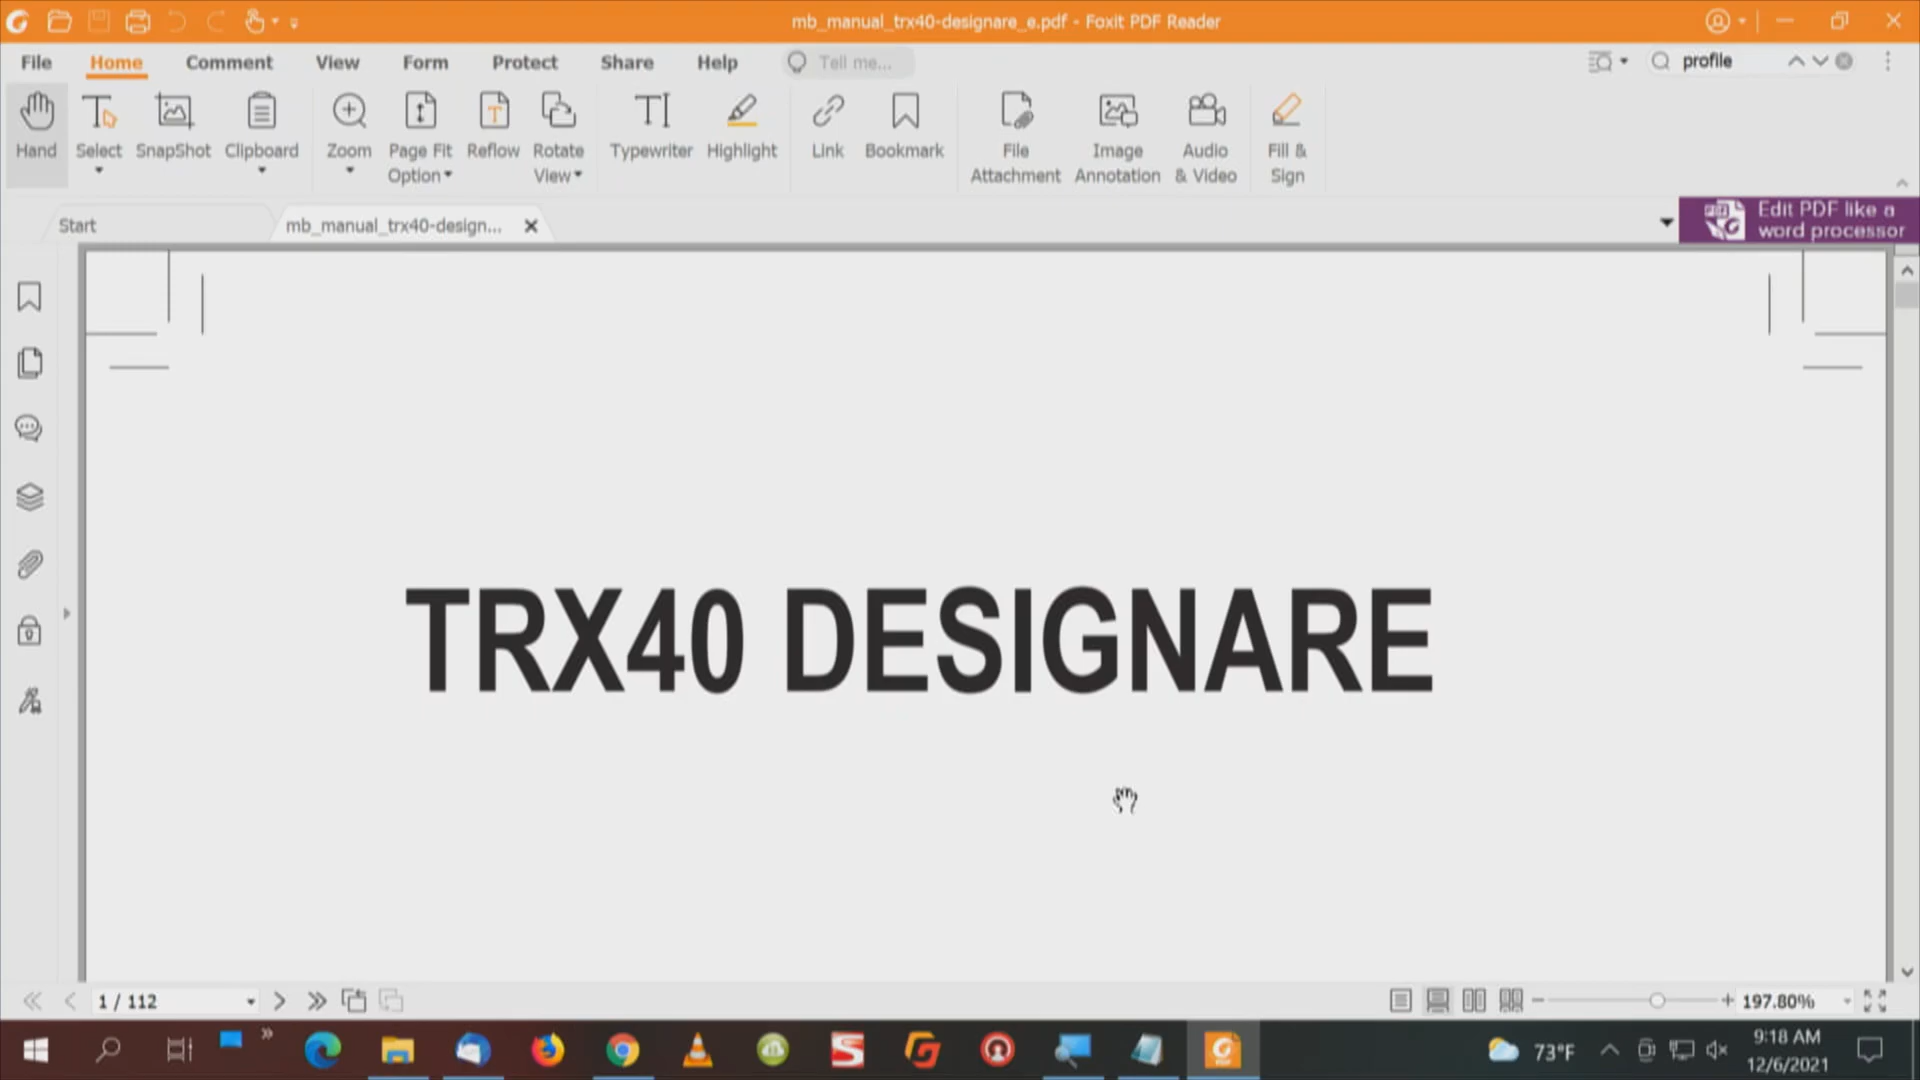 mb_manual_trx40-designare_e.pdf - Foxit PDF Reader
File Home Comment View Form Protect Share Help Tell me... profile
Hand Select SnapShot Clipboard Zoom Page Fit Option Reflow Rotate View Typewriter Highlight Link Bookmark File Attachment Image Annotation Audio & Video Fill & Sign
Start mb_manual_trx40-design... Edit PDF like a
word processor
TRX40 DESIGNARE
1 / 112 197.80%
73°F 9:18 AM
12/6/2021